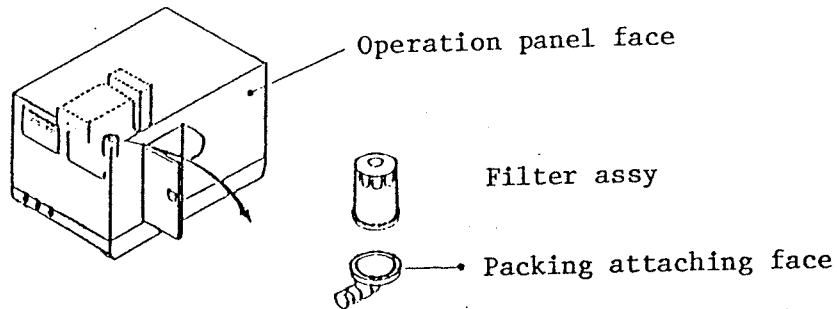 Operation panel face
Filter assy
Packing attaching face